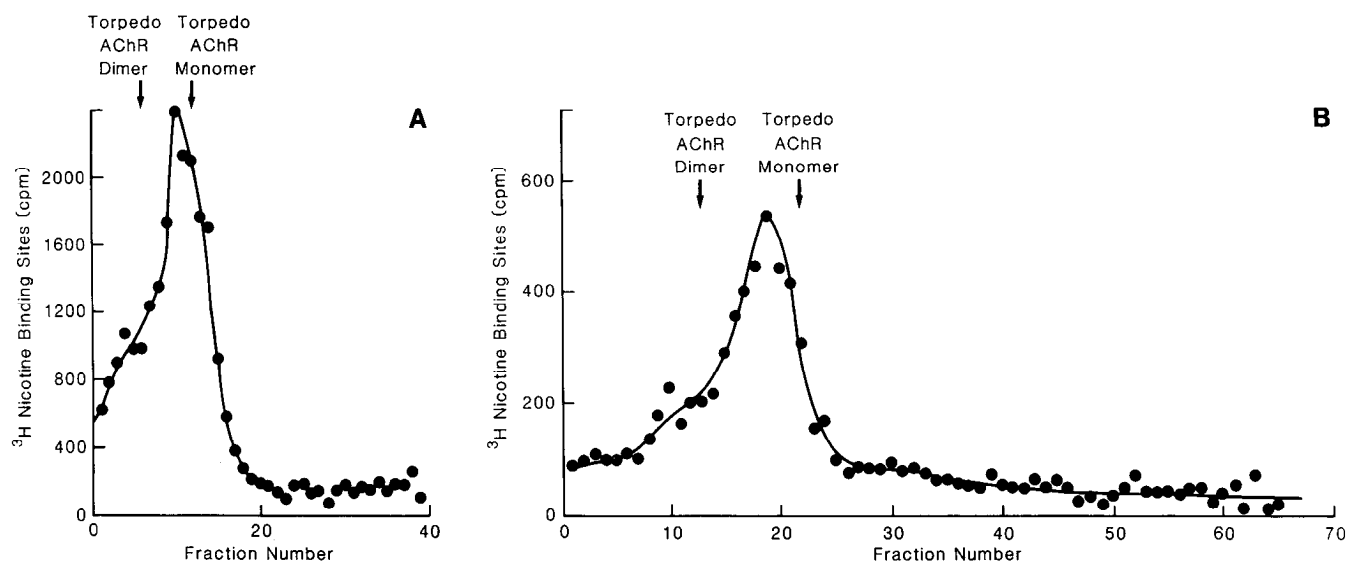 Torpedo Torpedo
AChR AChR
Dimer Monomer
A
³H Nicotine Binding Sites (cpm)
2000
1600
1200
800
400
0
0 20 40
Fraction Number
Torpedo Torpedo
AChR AChR
Dimer Monomer
B
³H Nicotine Binding Sites (cpm)
600
400
200
0
0 10 20 30 40 50 60 70
Fraction Number